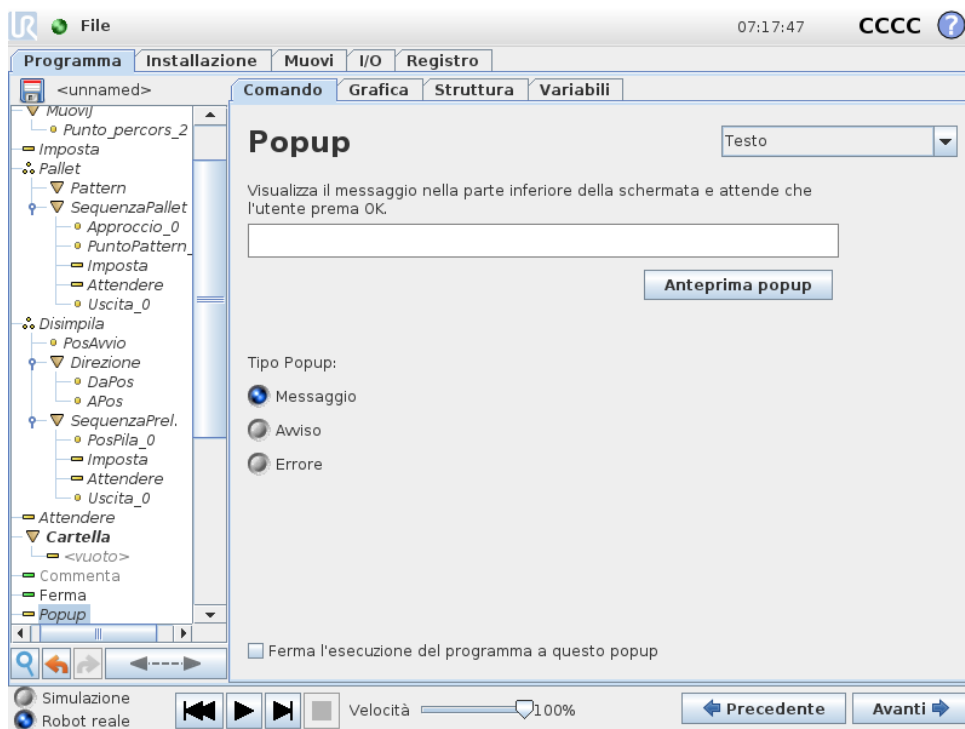 UR File 07:17:47 CCCC ?
Programma Installazione Muovi I/O Registro
<unnamed>
Comando Grafica Struttura Variabili
MuoviJ
Punto_percors_2
Imposta
Pallet
Pattern
SequenzaPallet
Approccio_0
PuntoPattern_
Imposta
Attendere
Uscita_0
Disimpila
PosAvvio
Direzione
DaPos
APos
SequenzaPrel.
PosPila_0
Imposta
Attendere
Uscita_0
Attendere
Cartella
<vuoto>
Commenta
Ferma
Popup
Popup
Testo
Visualizza il messaggio nella parte inferiore della schermata e attende che
l'utente prema OK.
Anteprima popup
Tipo Popup:
Messaggio
Avviso
Errore
Ferma l'esecuzione del programma a questo popup
Simulazione
Robot reale
Velocità 100%
Precedente Avanti